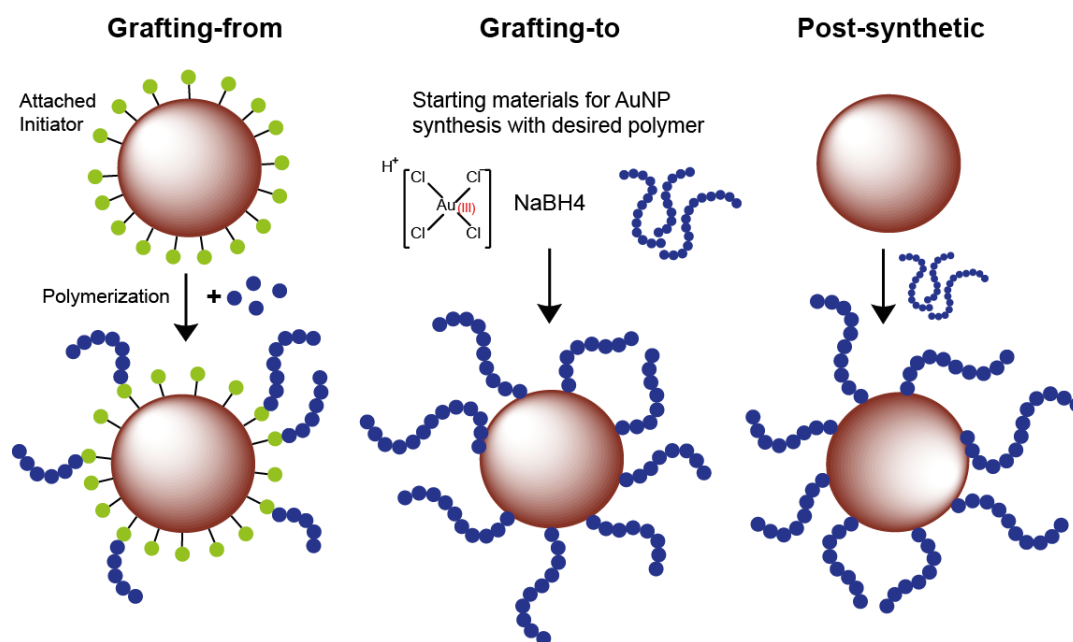 Grafting-from
Grafting-to
Post-synthetic
Attached
Initiator
Starting materials for AuNP
synthesis with desired polymer
H+
Cl
Cl
Au(III)
Cl
Cl
NaBH4
Polymerization
+